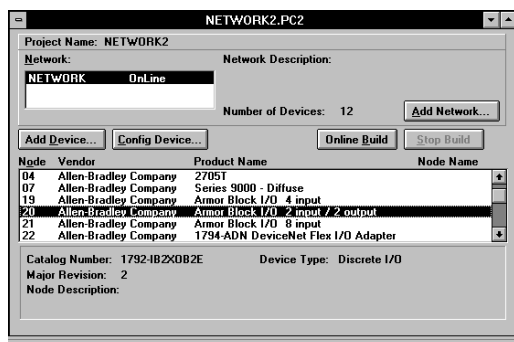 NETWORK2.PC2
Project Name: NETWORK2
Network: Network Description:
NETWORK OnLine
Number of Devices: 12 Add Network...
Add Device... Config Device... Online Build Stop Build
Node Vendor Product Name Node Name
04 Allen-Bradley Company 2705T
07 Allen-Bradley Company Series 9000 - Diffuse
19 Allen-Bradley Company Armor Block I/O 4 input
20 Allen-Bradley Company Armor Block I/O 2 input / 2 output
21 Allen-Bradley Company Armor Block I/O 8 input
22 Allen-Bradley Company 1794-ADN DeviceNet Flex I/O Adapter
Catalog Number: 1792-IB2XOB2E Device Type: Discrete I/O
Major Revision: 2
Node Description: